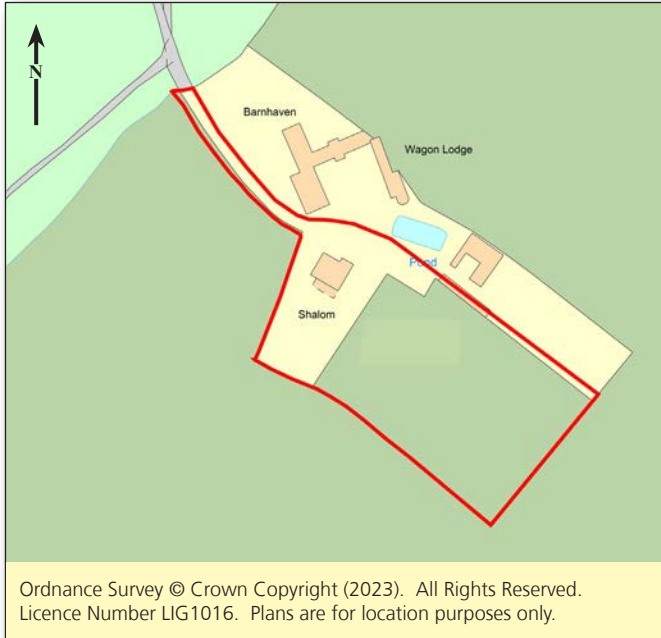 N
Barnhaven
Wagon Lodge
Pond
Shalom
Ordnance Survey © Crown Copyright (2023). All Rights Reserved.
Licence Number LIG1016. Plans are for location purposes only.